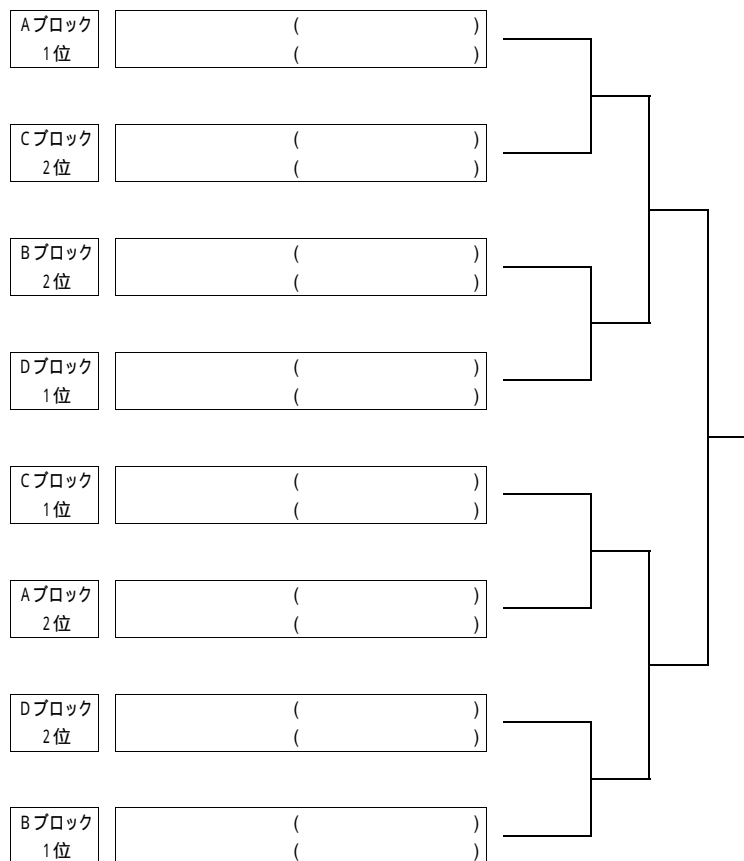 Aブロック ( )
1位 ( )
Cブロック ( )
2位 ( )
Bブロック ( )
2位 ( )
Dブロック ( )
1位 ( )
Cブロック ( )
1位 ( )
Aブロック ( )
2位 ( )
Dブロック ( )
2位 ( )
Bブロック ( )
1位 ( )